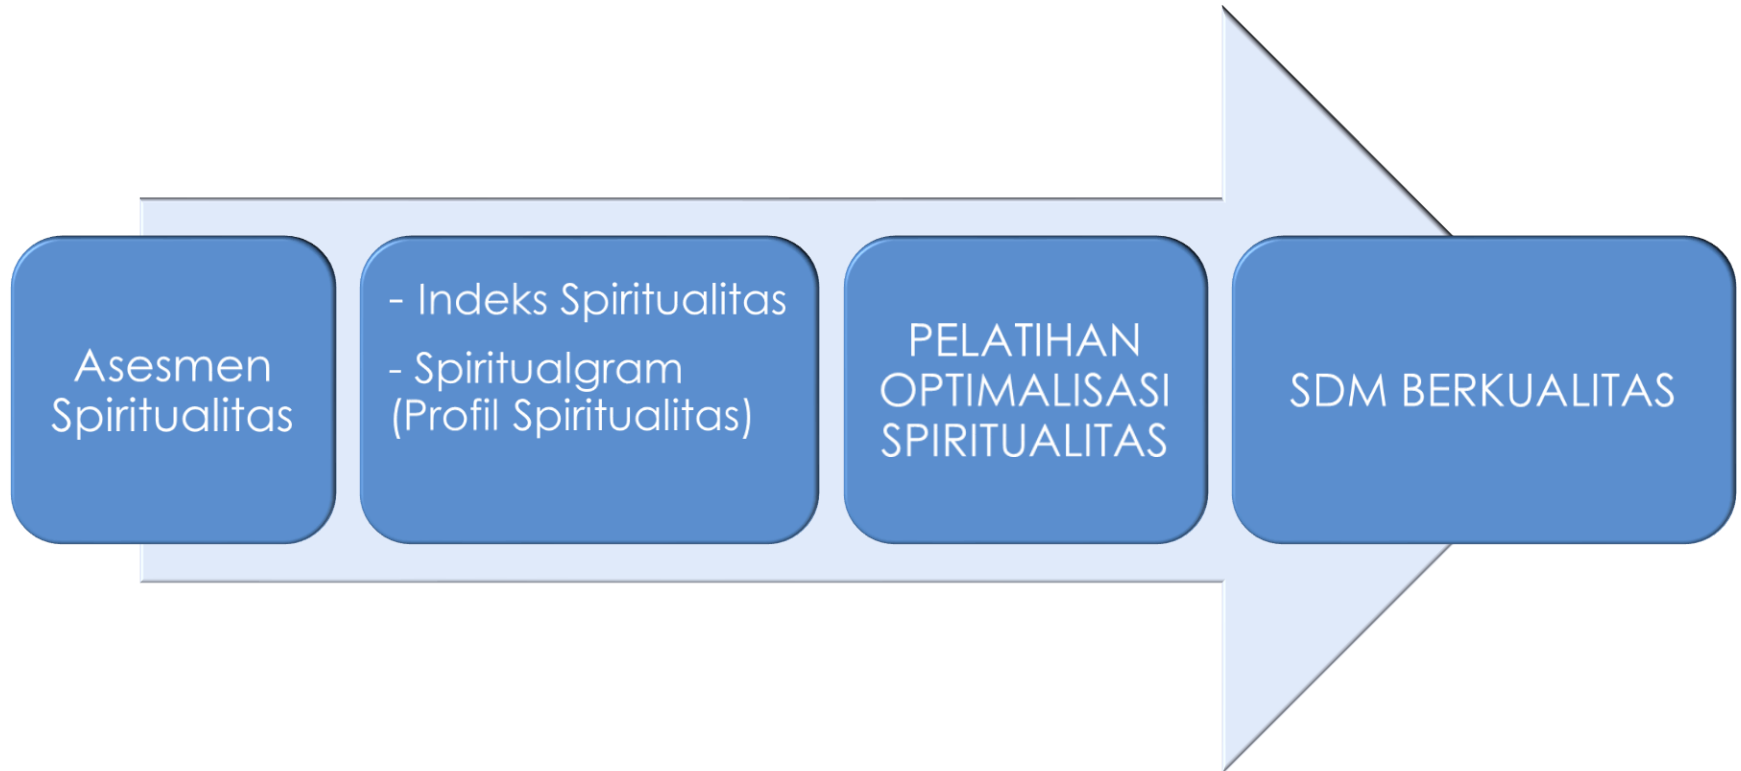 Asesmen
Spiritualitas
- Indeks Spiritualitas
- Spiritualgram
(Profil Spiritualitas)
PELATIHAN
OPTIMALISASI
SPIRITUALITAS
SDM BERKUALITAS